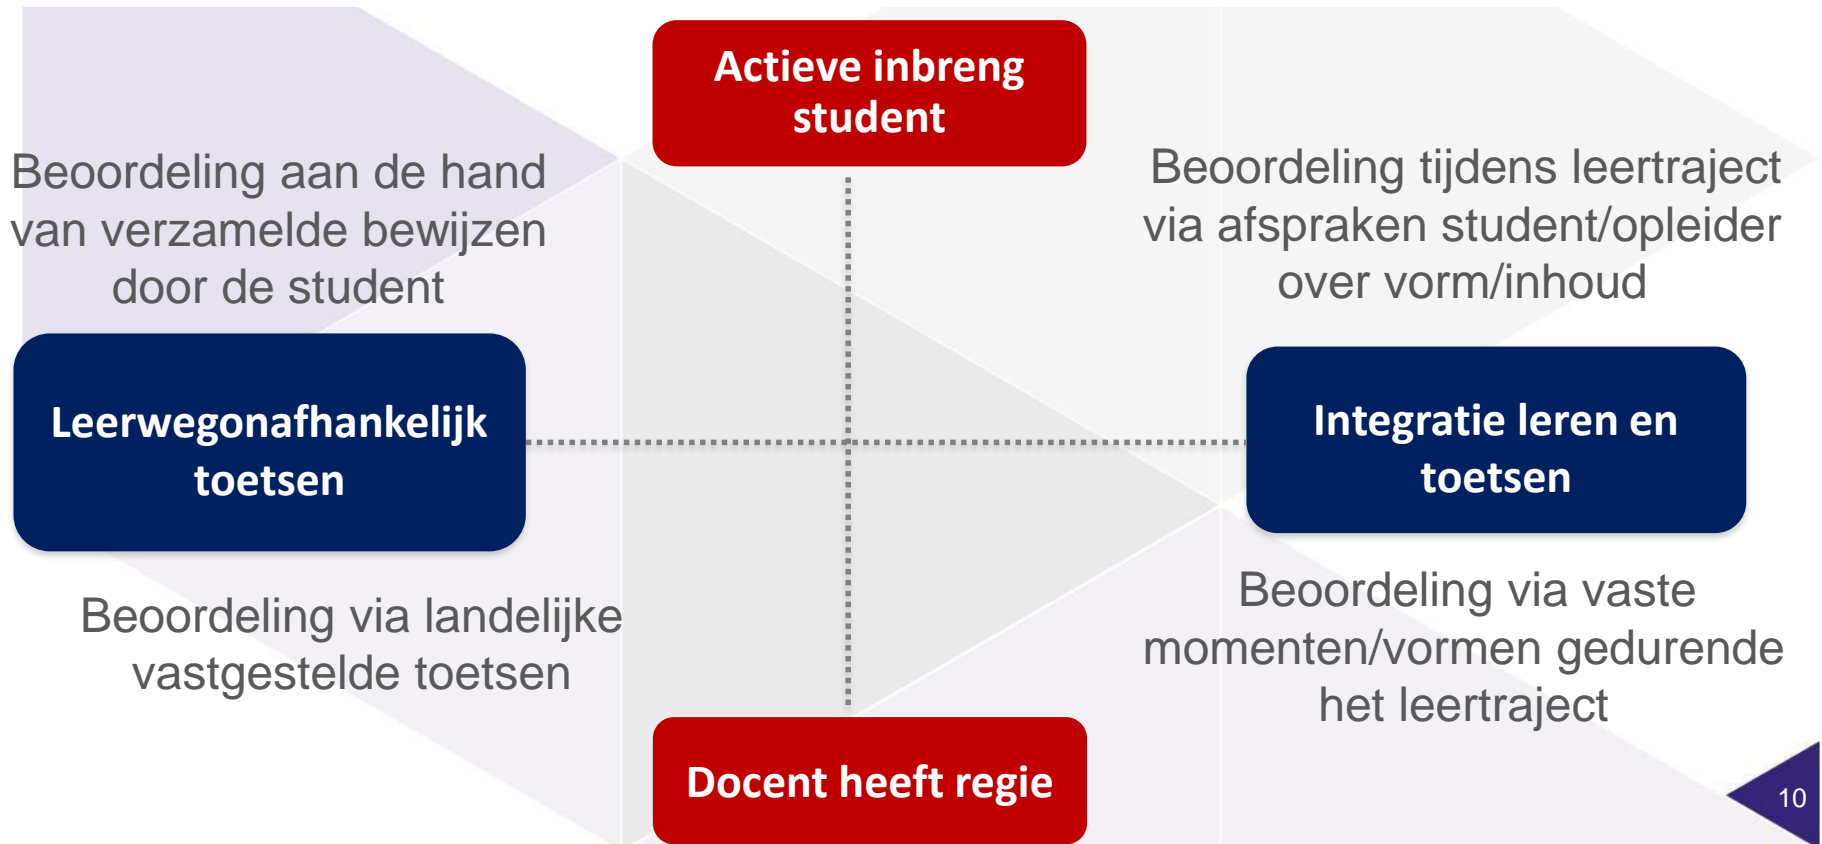 Actieve inbreng
student
Beoordeling aan de hand
van verzamelde bewijzen
door de student
Beoordeling tijdens leertraject
via afspraken student/opleider
over vorm/inhoud
Leerwegonafhankelijk
toetsen
Integratie leren en
toetsen
Beoordeling via landelijke
vastgestelde toetsen
Beoordeling via vaste
momenten/vormen gedurende
het leertraject
Docent heeft regie
10